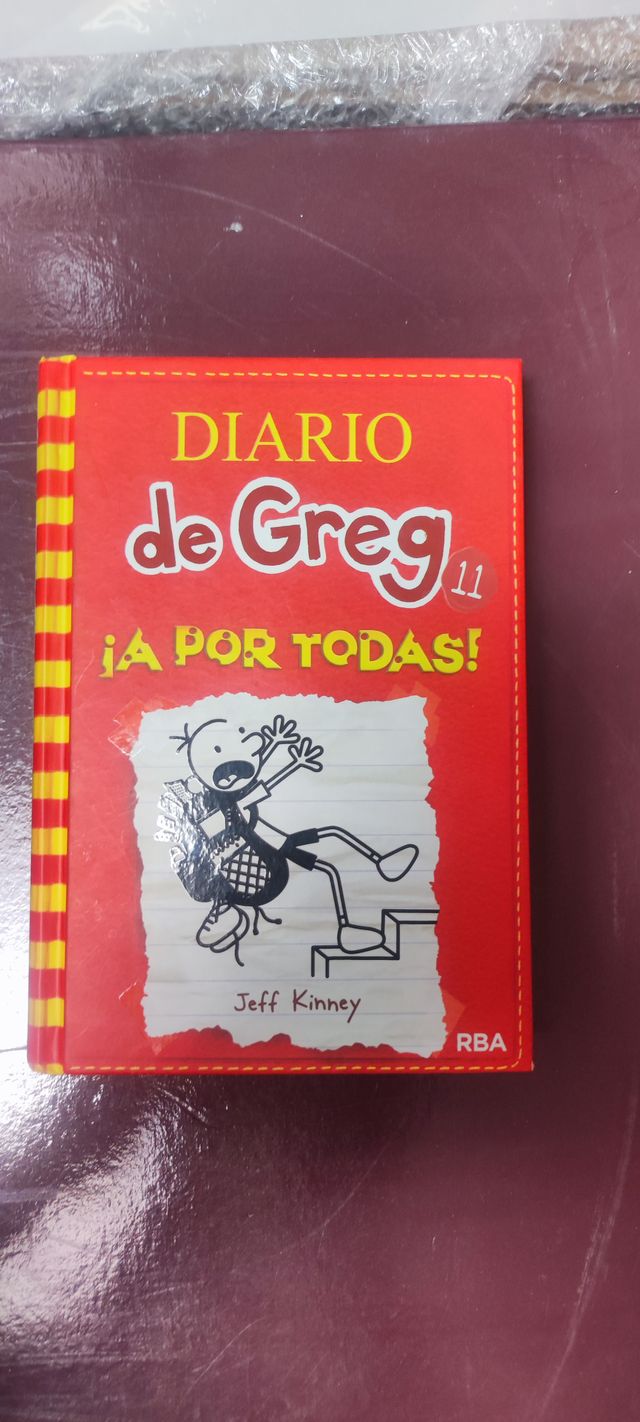 DIARIO
de Greg
11
¡A POR TODAS!
Jeff Kinney
RBA